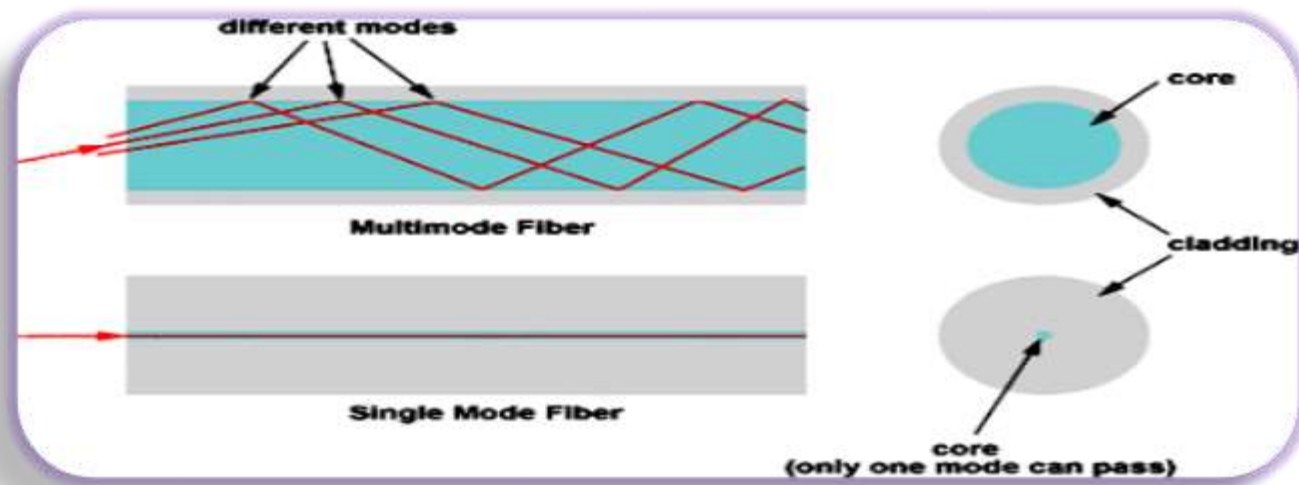 different modes
core
Multimode Fiber
cladding
Single Mode Fiber
core
(only one mode can pass)